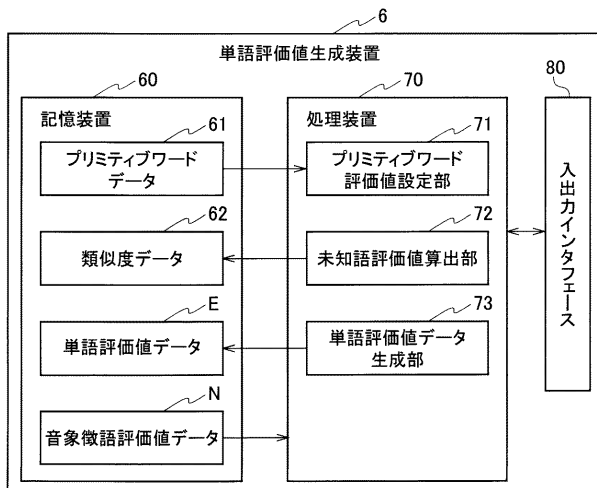 6
単語評価値生成装置
60
記憶装置
61
プリミティブワード
データ
62
類似度データ
E
単語評価値データ
N
音象徴語評価値データ
70
処理装置
71
プリミティブワード
評価値設定部
72
未知語評価値算出部
73
単語評価値データ
生成部
80
入出力インタフェース